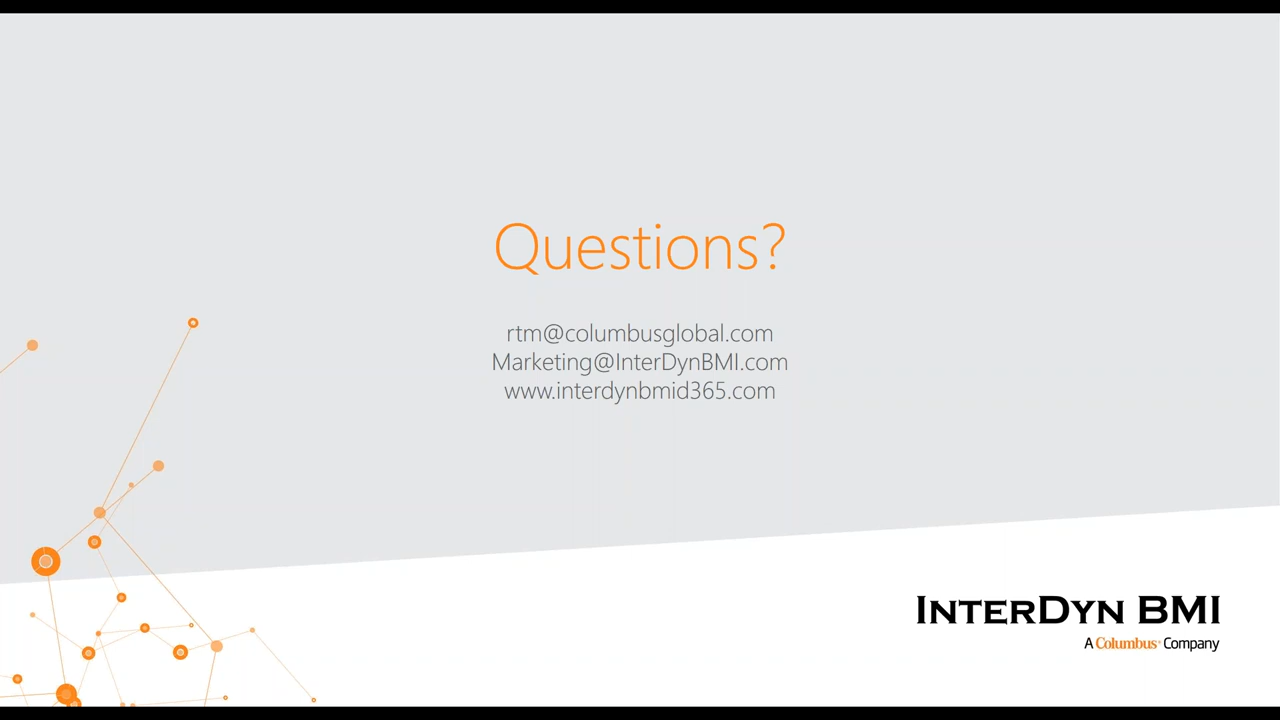 Questions?
rtm@columbusglobal.com
Marketing@InterDynBMI.com
www.interdynbmid365.com
INTERDYN BMI
A Columbus® Company